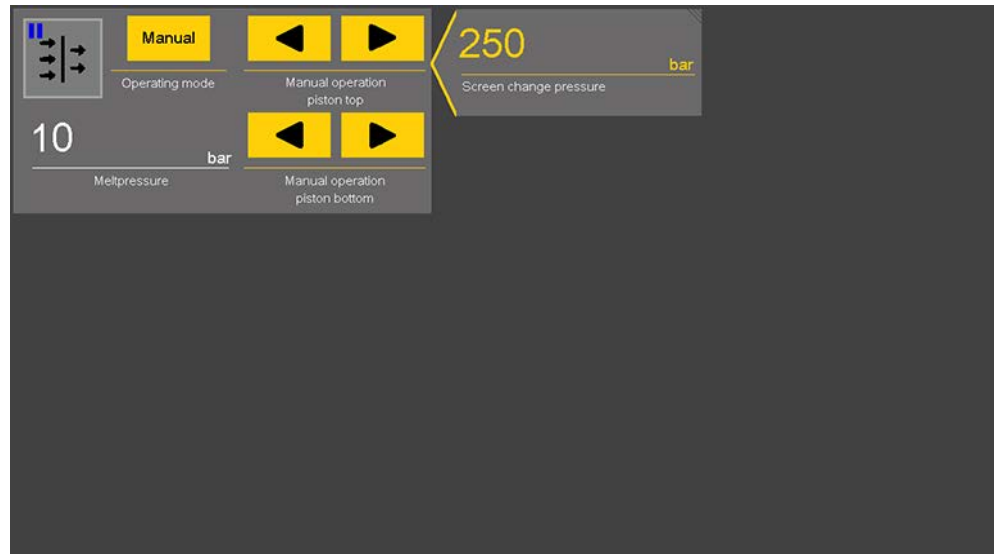 Manual
Operating mode
Manual operation
piston top
250
bar
Screen change pressure
10
bar
Meltpressure
Manual operation
piston bottom